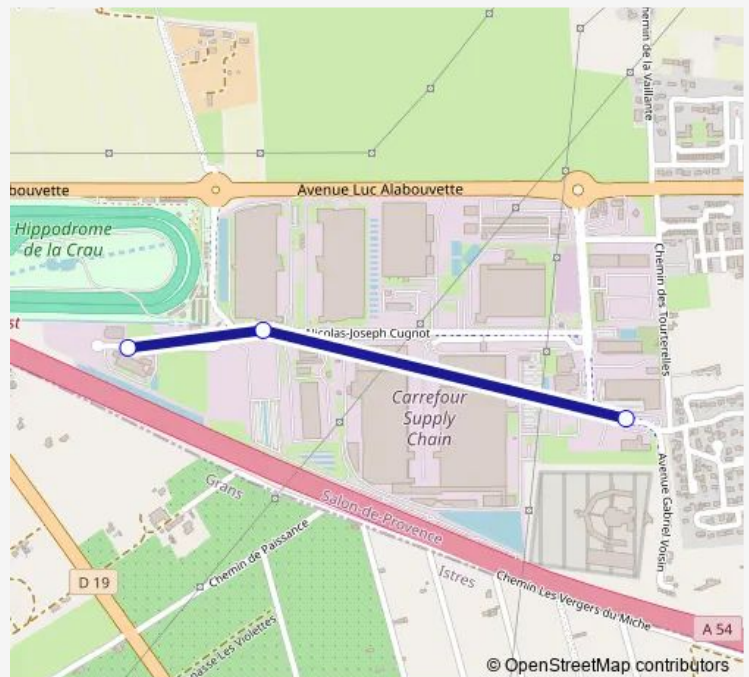 Chemin de la Vaillante
bouvette
Avenue Luc Alabouvette
Hippodrome
de la Crau
Chemin des Tourterelles
st
Nicolas-Joseph Cugnot
Carrefour
Supply
Chain
Avenue Gabriel Voisin
Grans
Salon-de-Provence
Chemin de Paissance
Istres
D 19
Chemin Les Vergers du Miche
passe Les Violettes
A 54
© OpenStreetMap contributors